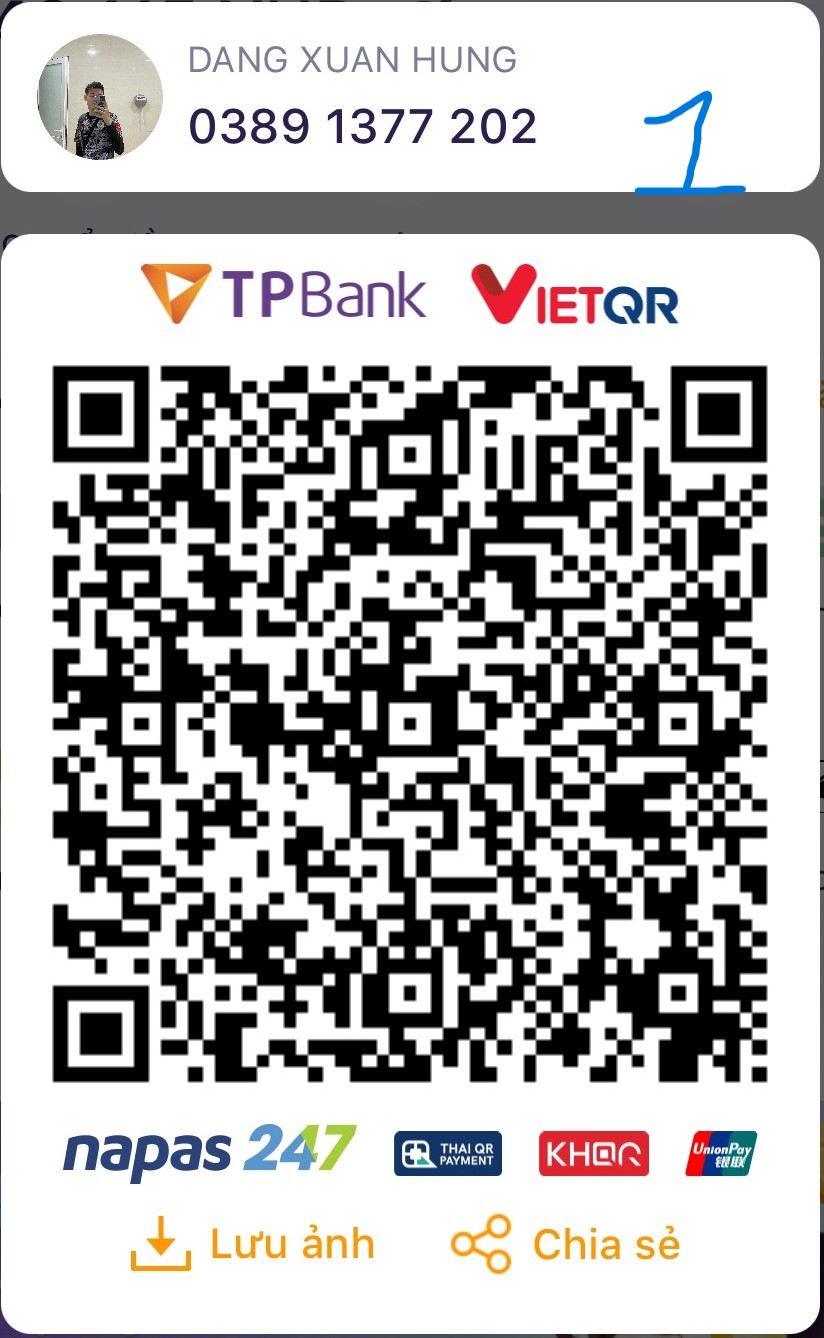 DANG XUAN HUNG
0389 1377 202
1
TPBank VIETQR
napas 247 THAI QR PAYMENT KHQR UnionPay 银联
Lưu ảnh Chia sẻ